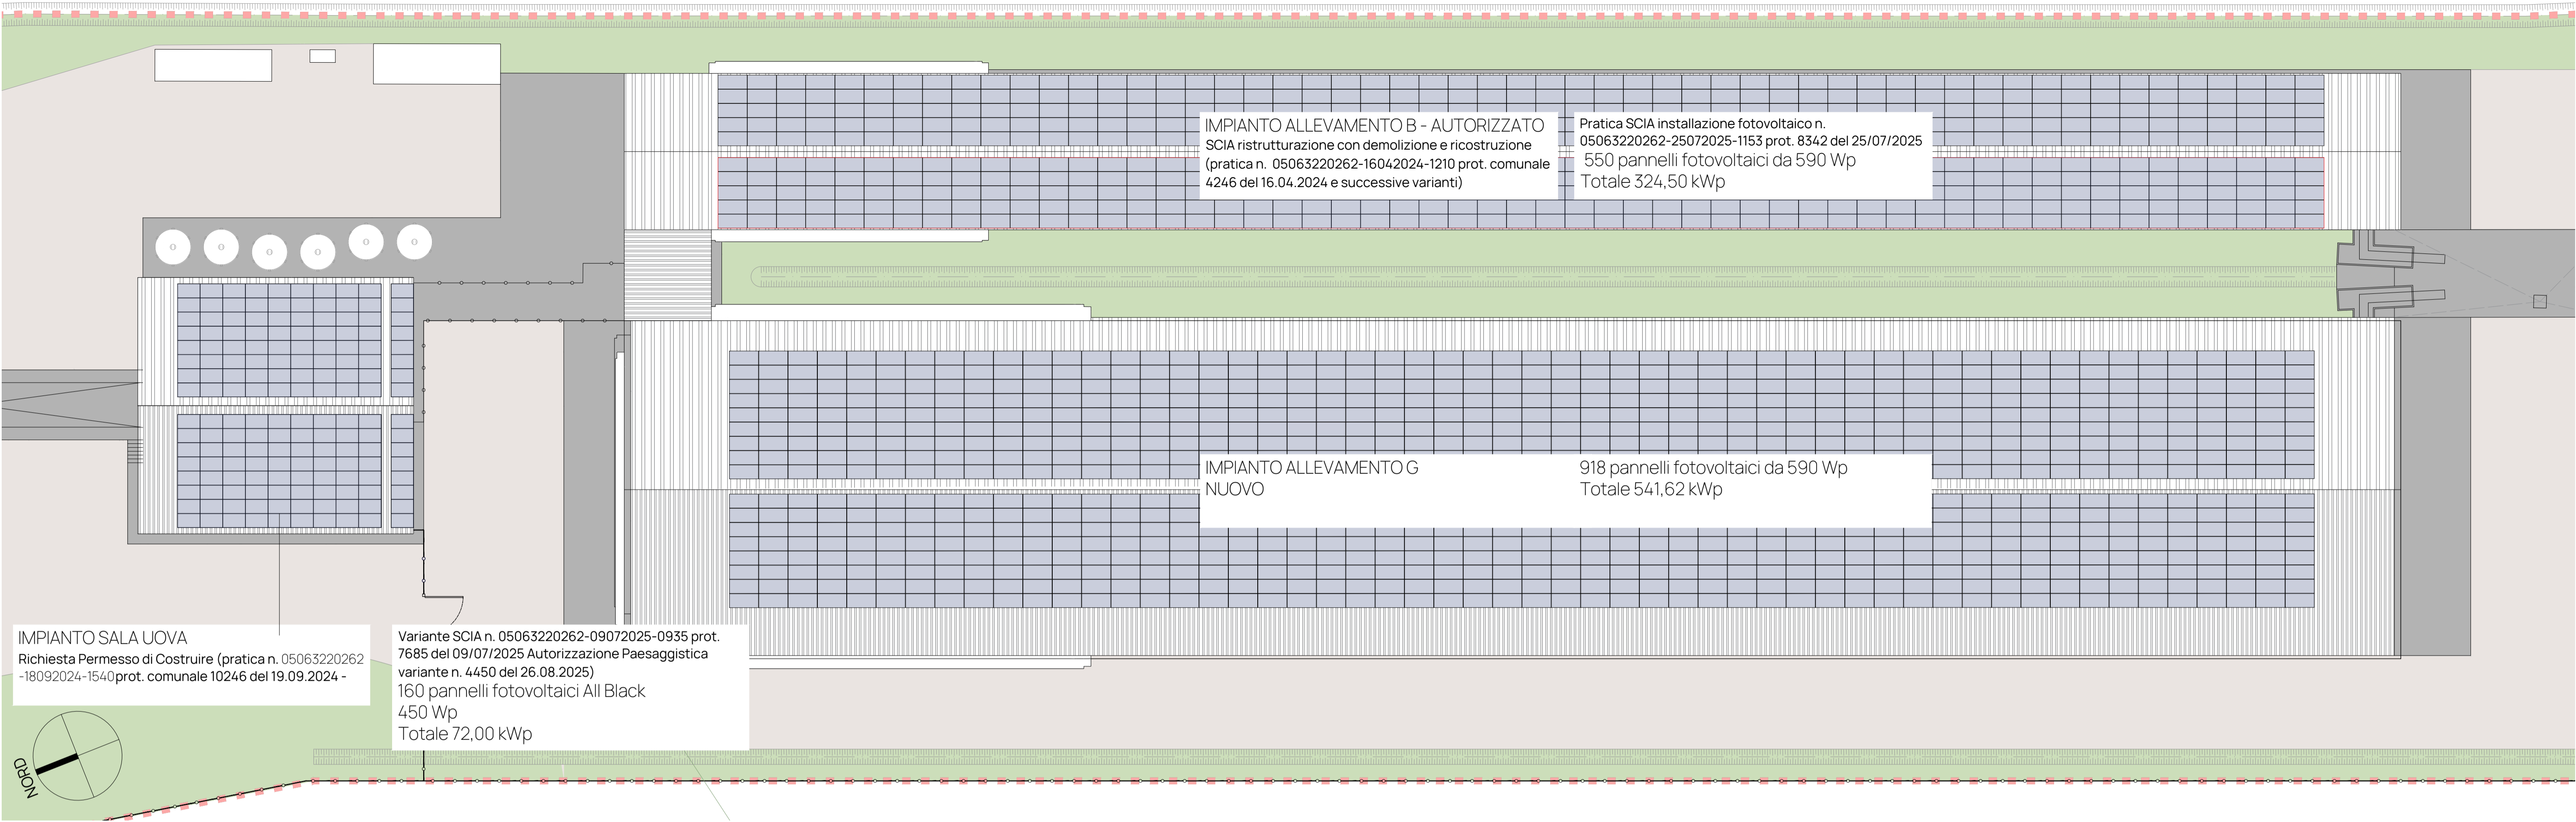 IMPIANTO ALLEVAMENTO B - AUTORIZZATO
SCIA ristrutturazione con demolizione e ricostruzione
(pratica n. 05063220262-16042024-1210 prot. comunale
4246 del 16.04.2024 e successive varianti)
Pratica SCIA installazione fotovoltaico n.
05063220262-25072025-1153 prot. 8342 del 25/07/2025
550 pannelli fotovoltaici da 590 Wp
Totale 324,50 kWp
IMPIANTO ALLEVAMENTO G
NUOVO
918 pannelli fotovoltaici da 590 Wp
Totale 541,62 kWp
IMPIANTO SALA UOVA
Richiesta Permesso di Costruire (pratica n. 05063220262
-18092024-1540prot. comunale 10246 del 19.09.2024 -
Variante SCIA n. 05063220262-09072025-0935 prot.
7685 del 09/07/2025 Autorizzazione Paesaggistica
variante n. 4450 del 26.08.2025)
160 pannelli fotovoltaici All Black
450 Wp
Totale 72,00 kWp
NORD